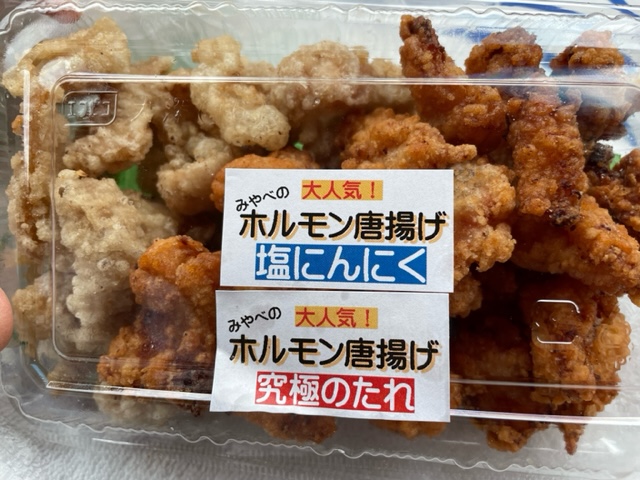 大人気！
みやべの
ホルモン唐揚げ
塩にんにく
大人気！
みやべの
ホルモン唐揚げ
究極のたれ